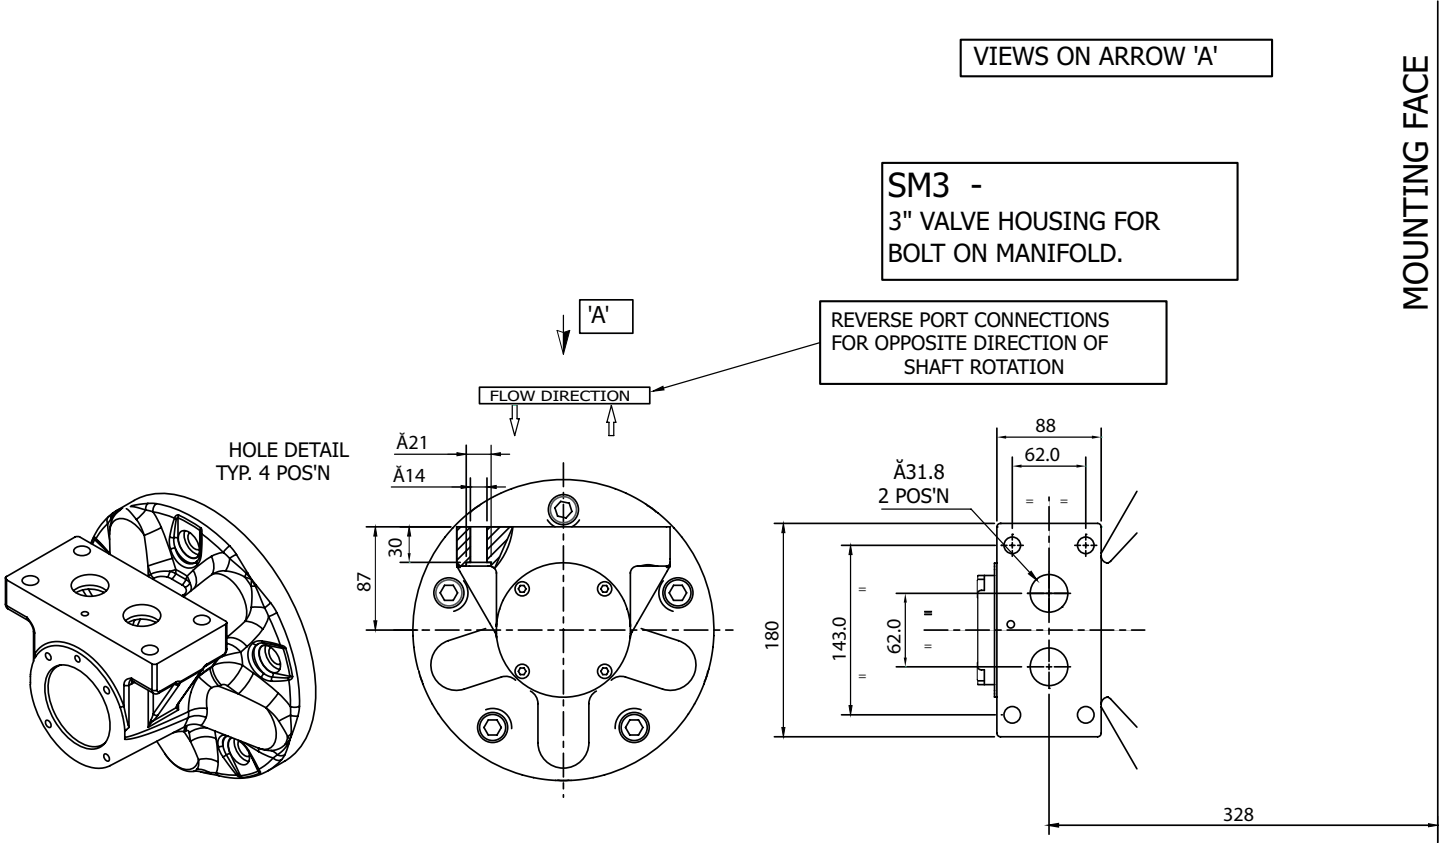 VIEWS ON ARROW 'A'
MOUNTING FACE
SM3 -
3" VALVE HOUSING FOR
BOLT ON MANIFOLD.
'A'
REVERSE PORT CONNECTIONS
FOR OPPOSITE DIRECTION OF
SHAFT ROTATION
FLOW DIRECTION
HOLE DETAIL
TYP. 4 POS'N
Ă21
Ă14
30
87
88
62.0
Ă31.8
2 POS'N
= =
180
143.0
62.0
=
=
=
=
328